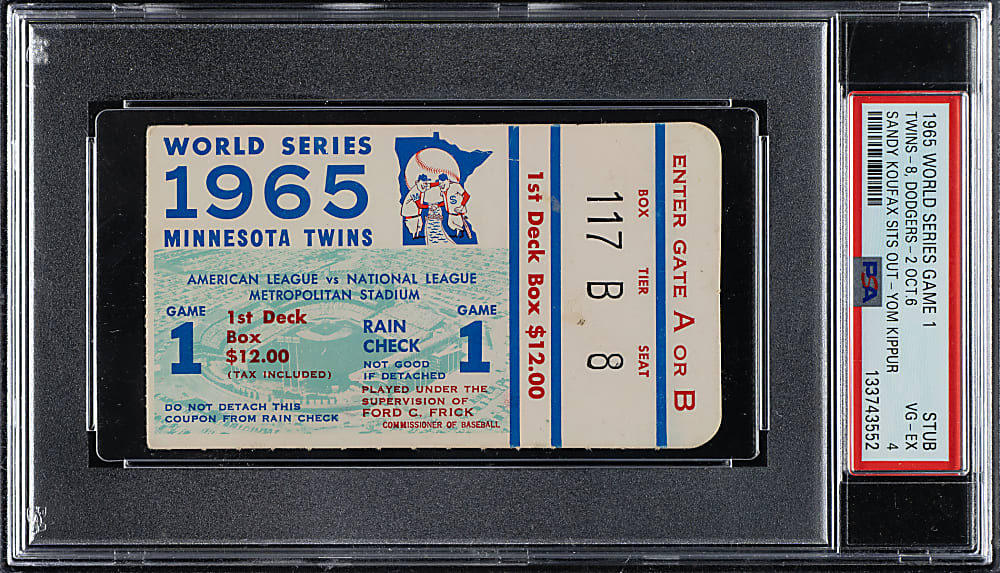 WORLD SERIES
1965
MINNESOTA TWINS
AMERICAN LEAGUE vs NATIONAL LEAGUE
METROPOLITAN STADIUM
GAME
1
1st Deck
Box
$12.00
(TAX INCLUDED)
RAIN
CHECK
NOT GOOD
IF DETACHED
GAME
1
PLAYED UNDER THE
SUPERVISION OF
FORD C. FRICK
COMMISSIONER OF BASEBALL
DO NOT DETACH THIS
COUPON FROM RAIN CHECK
1st Deck Box $12.00
BOX TIER SEAT
117 B 8
ENTER GATE A OR B
1965 WORLD SERIES GAME 1 STUB
TWINS-8, DODGERS-2 OCT.6 VG-EX
SANDY KOUFAX SITS OUT-YOM KIPPUR 4
PSA
133743552